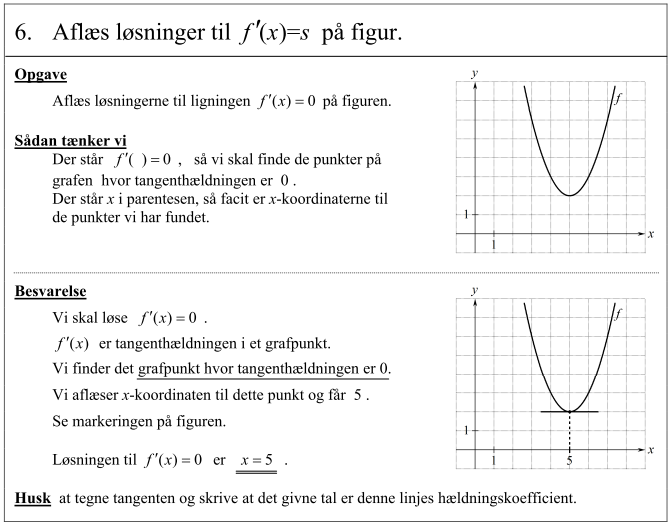 6. Aflæs løsninger til f′(x)=s på figur.
Opgave
Aflæs løsningerne til ligningen f′(x) = 0 på figuren.
Sådan tænker vi
Der står f′( ) = 0 , så vi skal finde de punkter på
grafen hvor tangenthældningen er 0 .
Der står x i parentesen, så facit er x-koordinaterne til
de punkter vi har fundet.
y
f
1
x
1
Besvarelse
Vi skal løse f′(x) = 0 .
f′(x) er tangenthældningen i et grafpunkt.
Vi finder det grafpunkt hvor tangenthældningen er 0.
Vi aflæser x-koordinaten til dette punkt og får 5 .
Se markeringen på figuren.
Løsningen til f′(x) = 0 er x = 5 .
y
f
1
x
1 5
Husk at tegne tangenten og skrive at det givne tal er denne linjes hældningskoefficient.